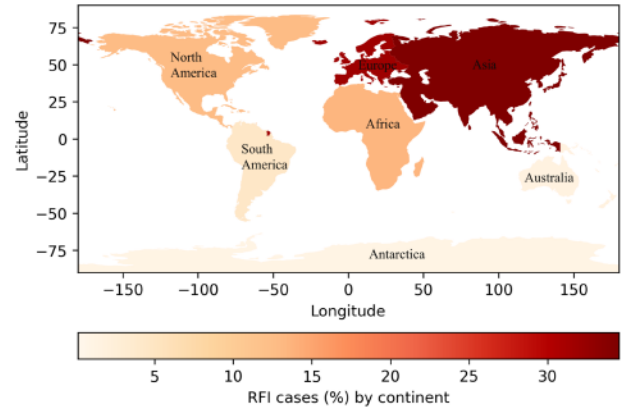 75
50
25
0
−25
−50
−75
Latitude
North
America
Europe
Asia
Africa
South
America
Australia
Antarctica
−150 −100 −50 0 50 100 150
Longitude
5 10 15 20 25 30
RFI cases (%) by continent